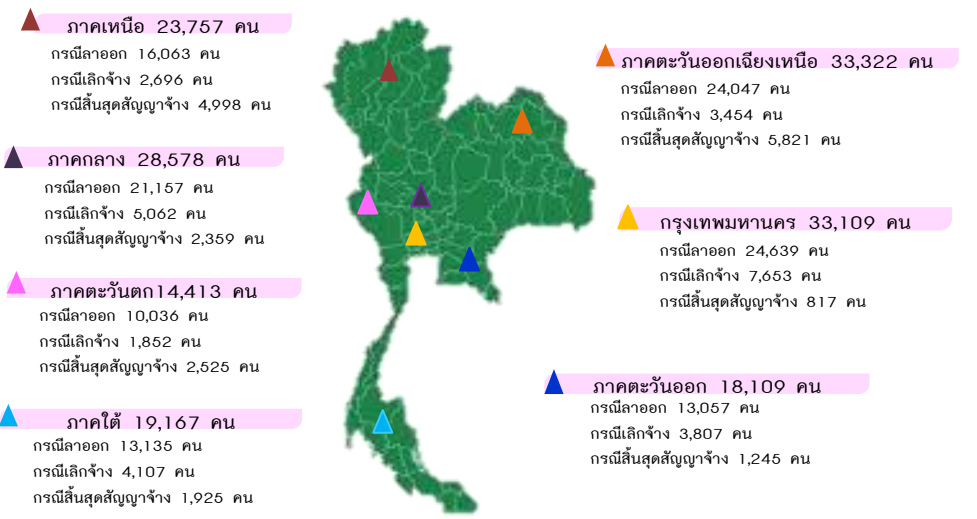 ภาคเหนือ 23,757 คน
กรณีลาออก 16,063 คน
กรณีเลิกจ้าง 2,696 คน
กรณีสิ้นสุดสัญญาจ้าง 4,998 คน
ภาคกลาง 28,578 คน
กรณีลาออก 21,157 คน
กรณีเลิกจ้าง 5,062 คน
กรณีสิ้นสุดสัญญาจ้าง 2,359 คน
ภาคตะวันตก14,413 คน
กรณีลาออก 10,036 คน
กรณีเลิกจ้าง 1,852 คน
กรณีสิ้นสุดสัญญาจ้าง 2,525 คน
ภาคใต้ 19,167 คน
กรณีลาออก 13,135 คน
กรณีเลิกจ้าง 4,107 คน
กรณีสิ้นสุดสัญญาจ้าง 1,925 คน
ภาคตะวันออกเฉียงเหนือ 33,322 คน
กรณีลาออก 24,047 คน
กรณีเลิกจ้าง 3,454 คน
กรณีสิ้นสุดสัญญาจ้าง 5,821 คน
กรุงเทพมหานคร 33,109 คน
กรณีลาออก 24,639 คน
กรณีเลิกจ้าง 7,653 คน
กรณีสิ้นสุดสัญญาจ้าง 817 คน
ภาคตะวันออก 18,109 คน
กรณีลาออก 13,057 คน
กรณีเลิกจ้าง 3,807 คน
กรณีสิ้นสุดสัญญาจ้าง 1,245 คน